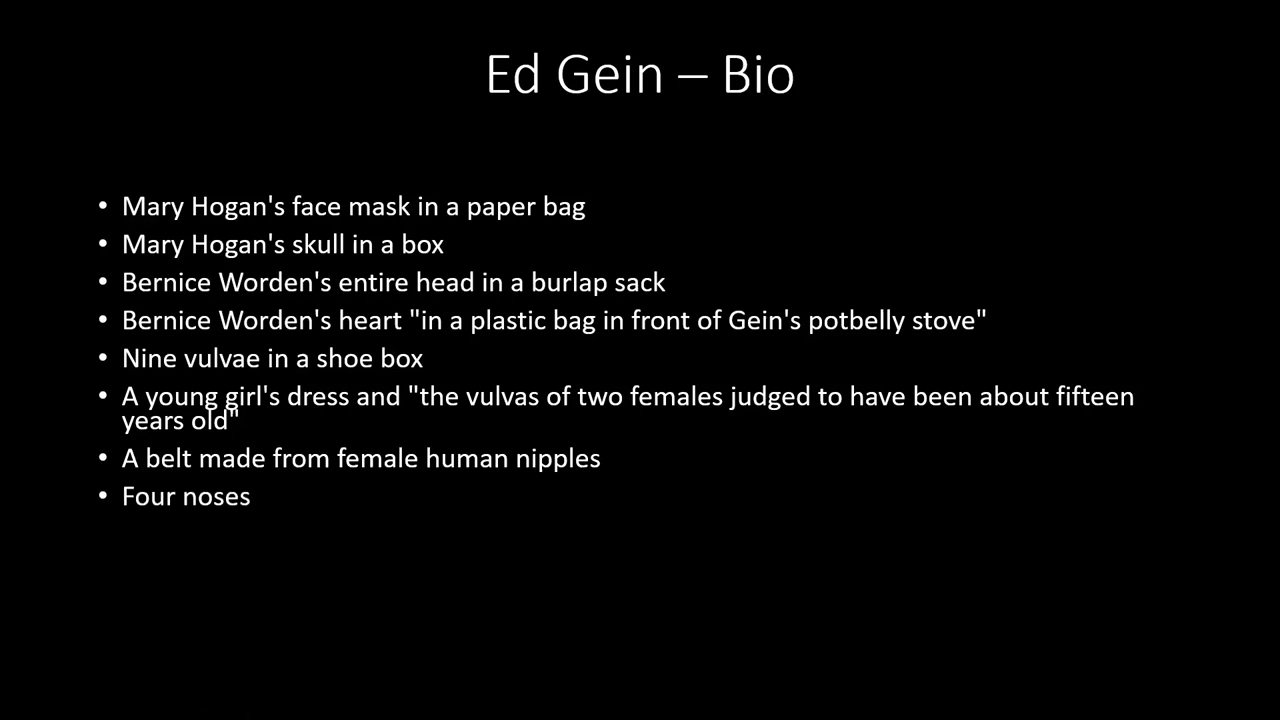 Ed Gein – Bio
• Mary Hogan's face mask in a paper bag
• Mary Hogan's skull in a box
• Bernice Worden's entire head in a burlap sack
• Bernice Worden's heart "in a plastic bag in front of Gein's potbelly stove"
• Nine vulvae in a shoe box
• A young girl's dress and "the vulvas of two females judged to have been about fifteen
years old"
• A belt made from female human nipples
• Four noses